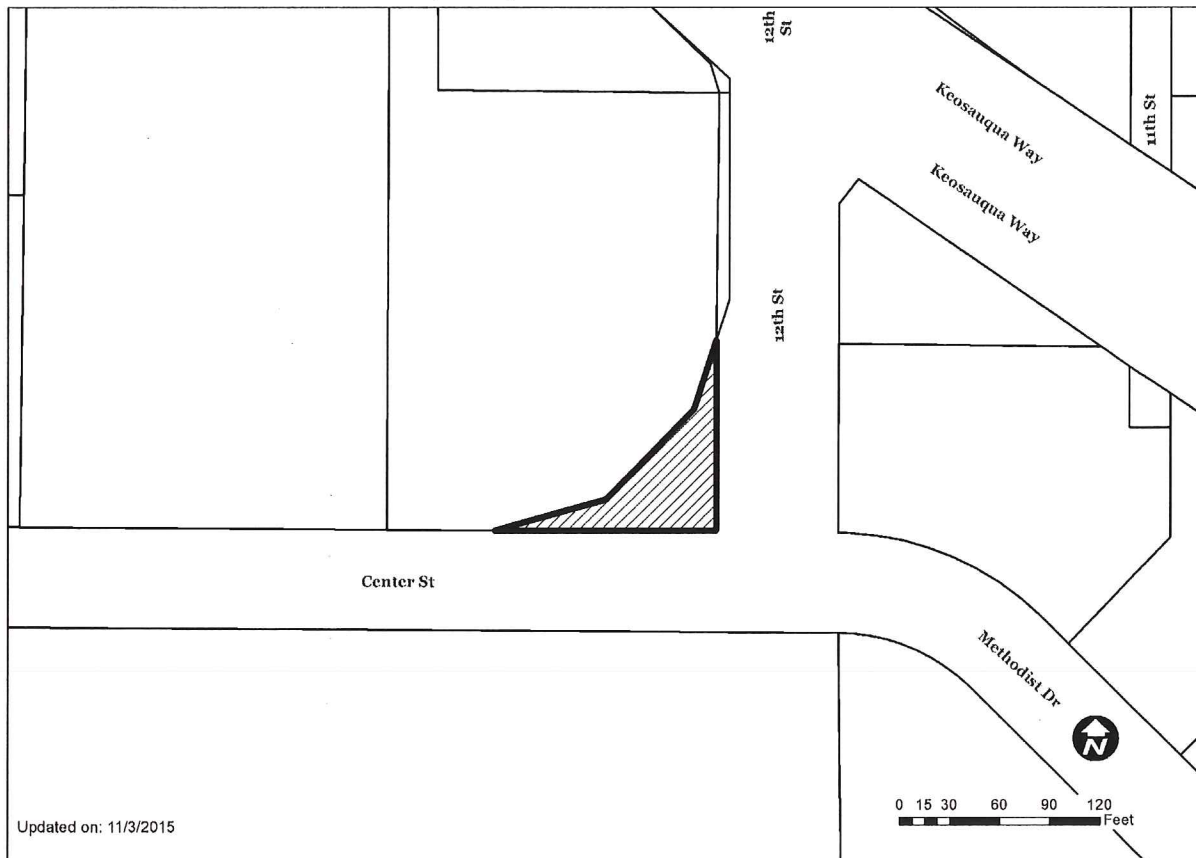 12th
St
Keosauqua Way
11th St
Keosauqua Way
12th St
Center St
Methodist Dr
N
0 15 30 60 90 120
Feet
Updated on: 11/3/2015